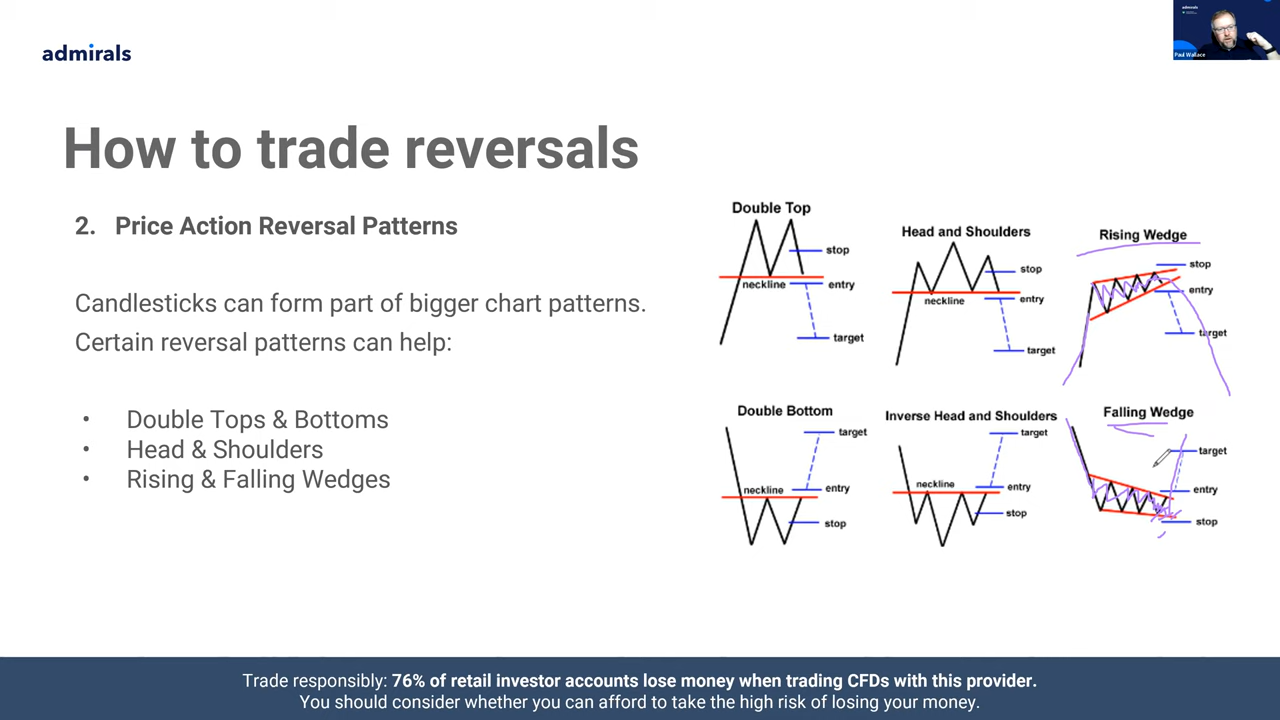 admirals
admirals
Paul Wallace
How to trade reversals
2. Price Action Reversal Patterns
Candlesticks can form part of bigger chart patterns.
Certain reversal patterns can help:
• Double Tops & Bottoms
• Head & Shoulders
• Rising & Falling Wedges
Double Top
stop
neckline
entry
target
Head and Shoulders
stop
neckline
entry
target
Rising Wedge
stop
entry
target
Double Bottom
target
neckline
entry
stop
Inverse Head and Shoulders
target
neckline
entry
stop
Falling Wedge
target
entry
stop
Trade responsibly: 76% of retail investor accounts lose money when trading CFDs with this provider.
You should consider whether you can afford to take the high risk of losing your money.